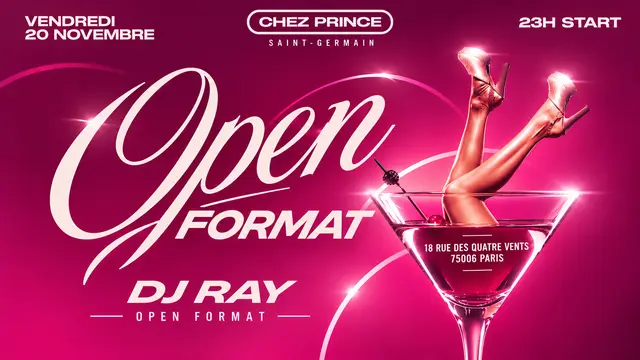 VENDREDI
20 NOVEMBRE
CHEZ PRINCE
SAINT-GERMAIN
23H START
Open
FORMAT
DJ RAY
OPEN FORMAT
18 RUE DES QUATRE VENTS
75006 PARIS